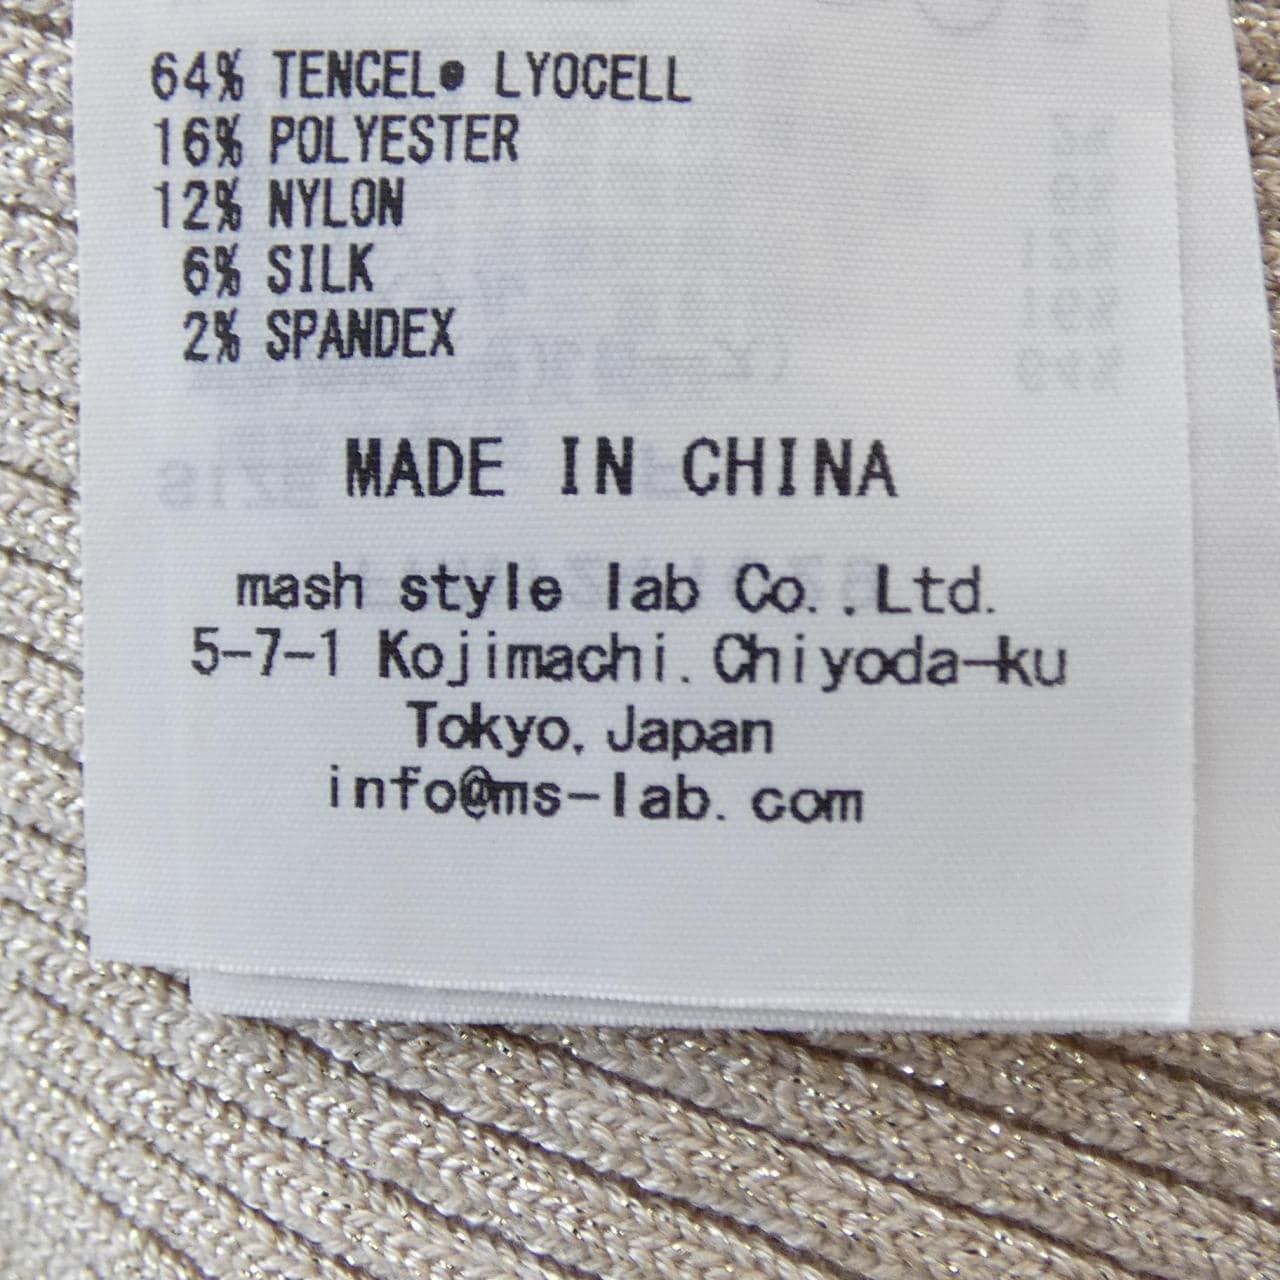 64% TENCEL® LYOCELL
16% POLYESTER
12% NYLON
6% SILK
2% SPANDEX
MADE IN CHINA
mash style lab Co.,Ltd.
5-7-1 Kojimachi.Chiyoda-ku
Tokyo,Japan
info@ms-lab.com